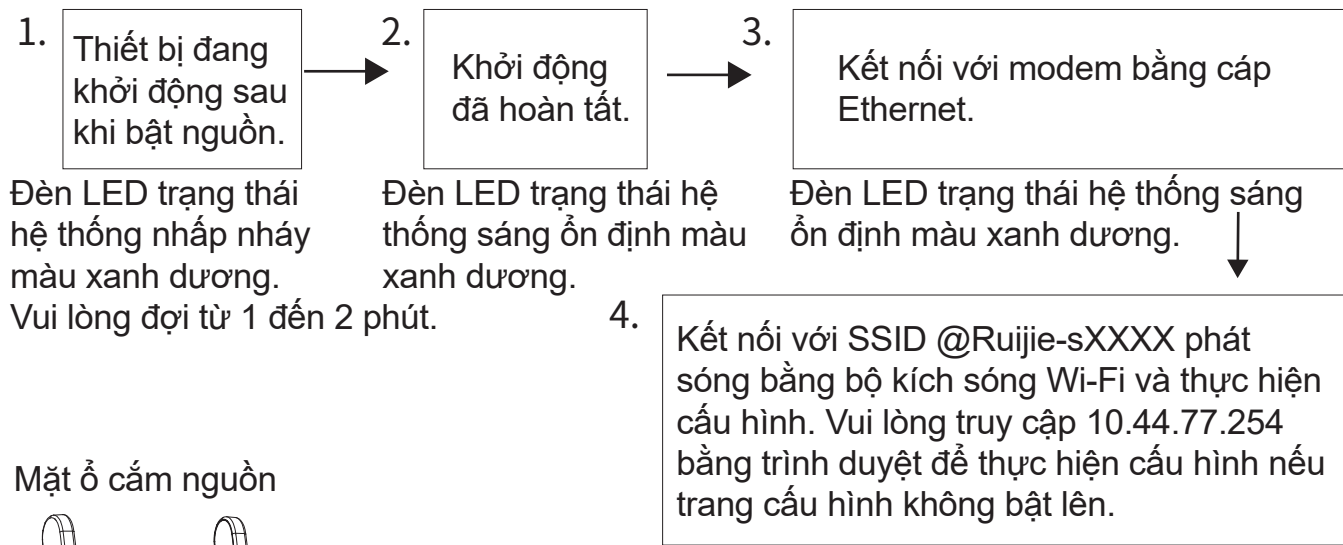 1.
Thiết bị đang
khởi động sau
khi bật nguồn.
Đèn LED trạng thái
hệ thống nhấp nháy
màu xanh dương.
Vui lòng đợi từ 1 đến 2 phút.
2.
Khởi động
đã hoàn tất.
Đèn LED trạng thái hệ
thống sáng ổn định màu
xanh dương.
3.
Kết nối với modem bằng cáp
Ethernet.
Đèn LED trạng thái hệ thống sáng
ổn định màu xanh dương.
4.
Kết nối với SSID @Ruijie-sXXXX phát
sóng bằng bộ kích sóng Wi-Fi và thực hiện
cấu hình. Vui lòng truy cập 10.44.77.254
bằng trình duyệt để thực hiện cấu hình nếu
trang cấu hình không bật lên.
Mặt ổ cắm nguồn